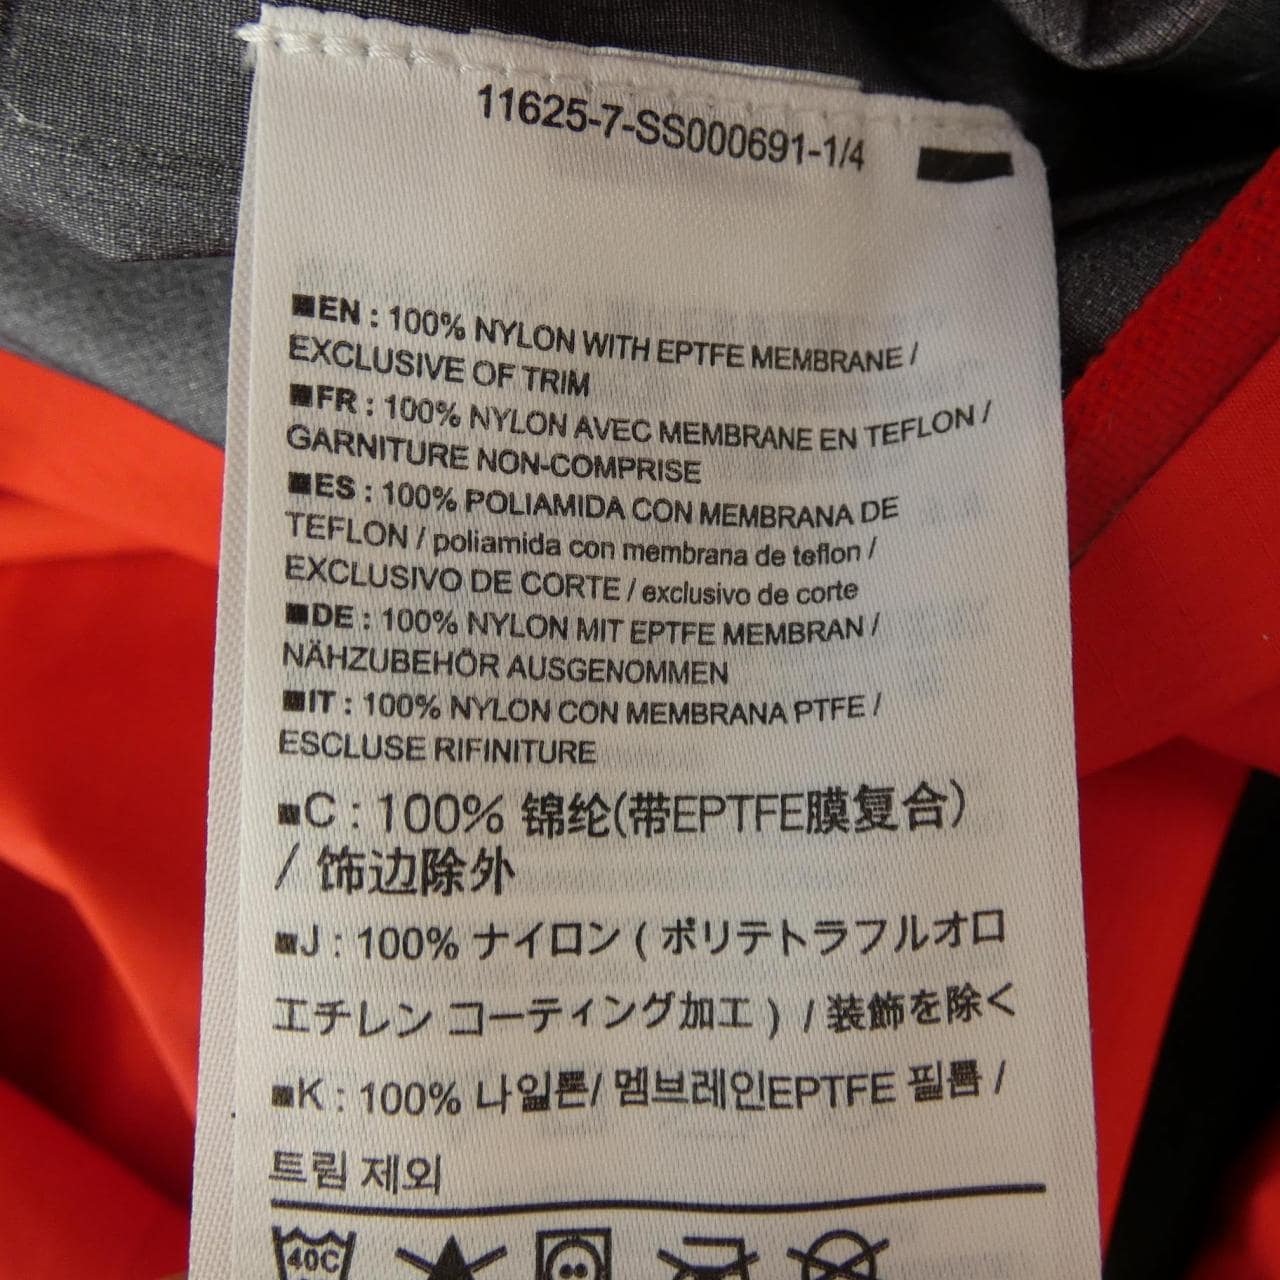 11625-7-SS000691-1/4
■EN : 100% NYLON WITH EPTFE MEMBRANE /
EXCLUSIVE OF TRIM
■FR : 100% NYLON AVEC MEMBRANE EN TEFLON /
GARNITURE NON-COMPRISE
■ES : 100% POLIAMIDA CON MEMBRANA DE
TEFLON / poliamida con membrana de teflon /
EXCLUSIVO DE CORTE / exclusivo de corte
■DE : 100% NYLON MIT EPTFE MEMBRAN /
NÄHZUBEHÖR AUSGENOMMEN
■IT : 100% NYLON CON MEMBRANA PTFE /
ESCLUSE RIFINITURE
■C : 100% 锦纶(带EPTFE膜复合)
/ 饰边除外
■J : 100% ナイロン ( ポリテトラフルオロ
エチレン コーティング加工 ) / 装飾を除く
■K : 100% 나일론/ 멤브레인EPTFE 필름 /
트림 제외
40C